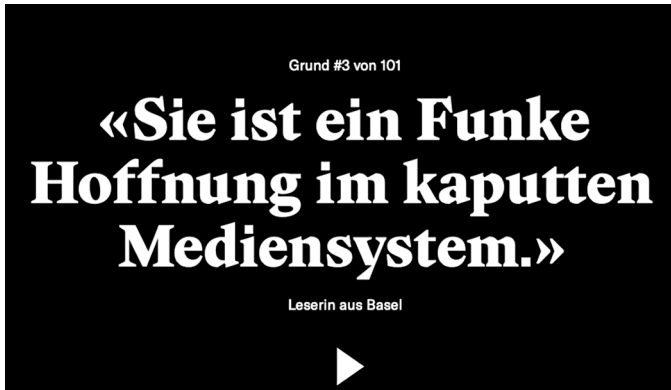 Grund #3 von 101
«Sie ist ein Funke
Hoffnung im kaputten
Mediensystem.»
Leserin aus Basel